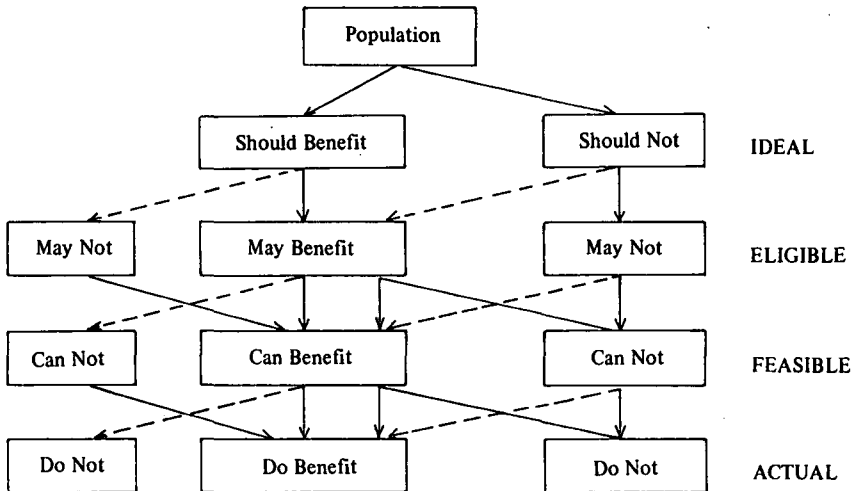 Population
Should Benefit Should Not IDEAL
May Not May Benefit May Not ELIGIBLE
Can Not Can Benefit Can Not FEASIBLE
Do Not Do Benefit Do Not ACTUAL